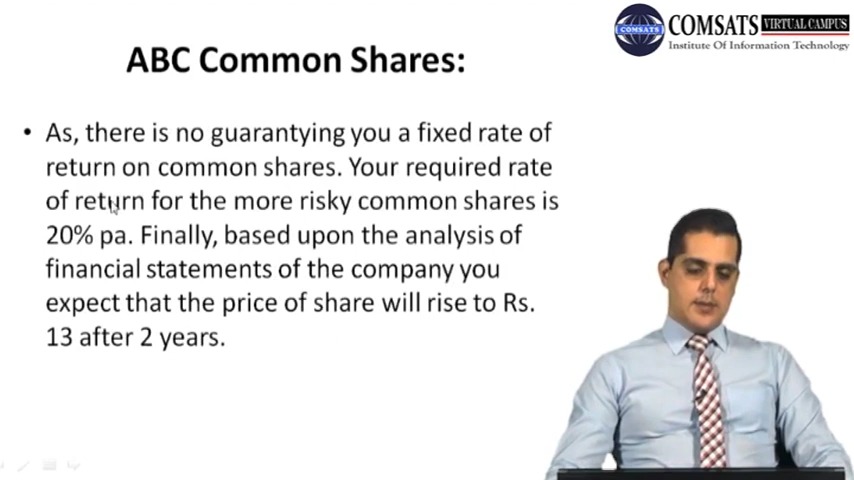 COMSATS VIRTUAL CAMPUS
COMSATS
Institute Of Information Technology
ABC Common Shares:
• As, there is no guarantying you a fixed rate of
return on common shares. Your required rate
of return for the more risky common shares is
20% pa. Finally, based upon the analysis of
financial statements of the company you
expect that the price of share will rise to Rs.
13 after 2 years.